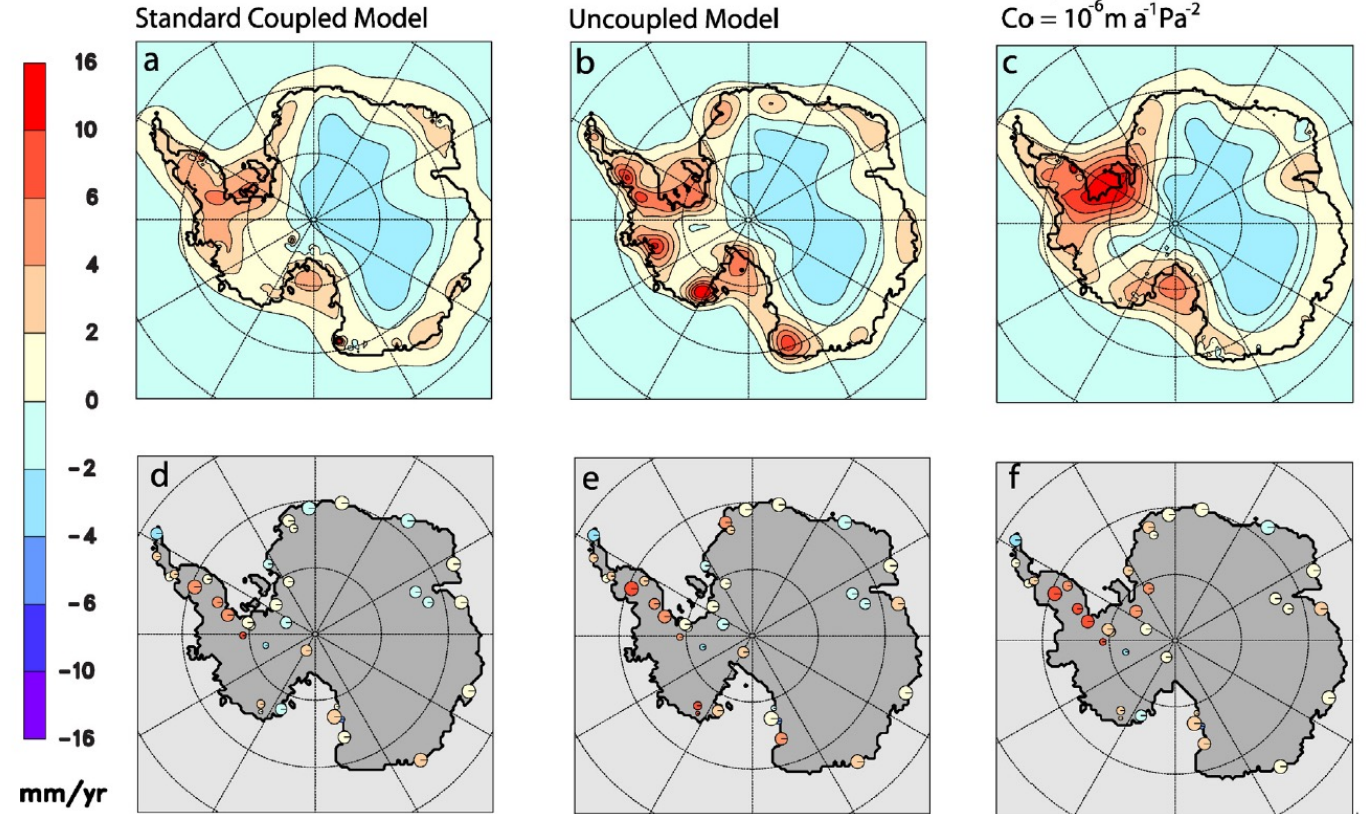 Standard Coupled Model
Uncoupled Model
Co = 10⁻⁶m a⁻¹Pa⁻²
a
b
c
16
10
6
4
2
0
-2
-4
-6
-10
-16
mm/yr
d
e
f